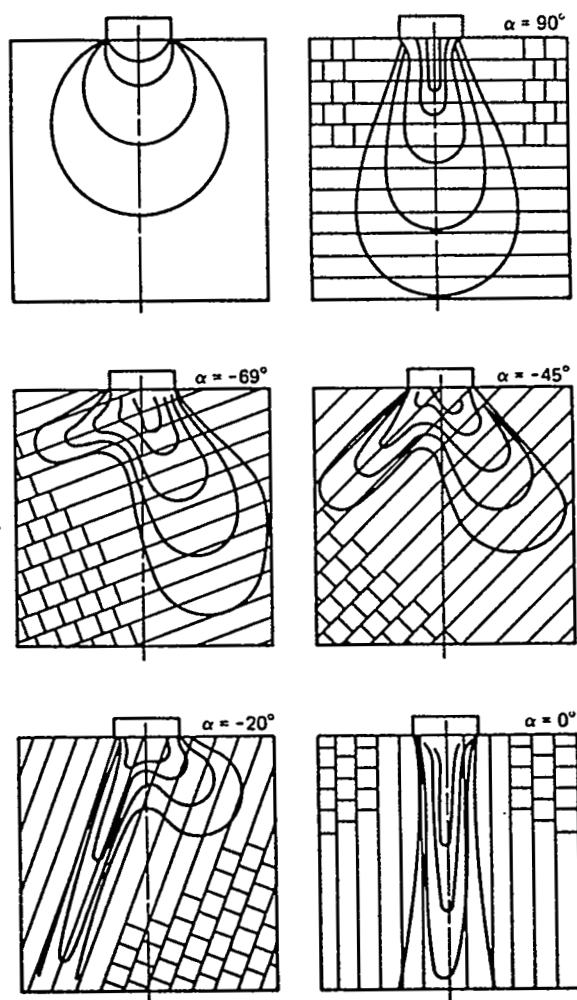 α = 90°
α = -69°
α = -45°
α = -20°
α = 0°